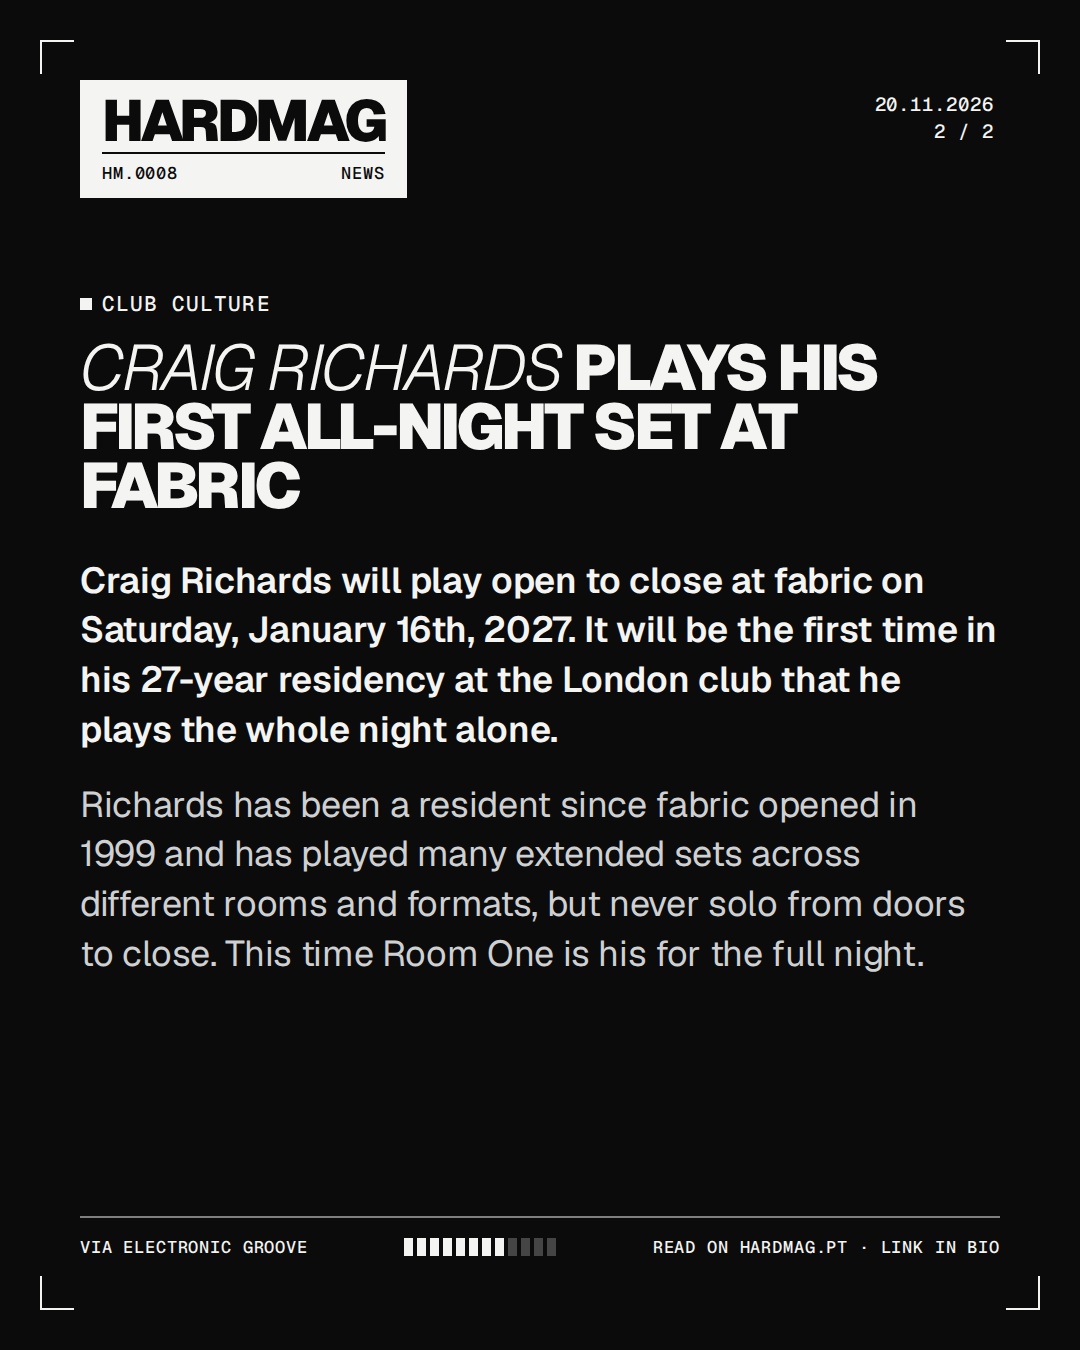 HARDMAG
HM.0008 NEWS
20.11.2026
2 / 2
CLUB CULTURE
CRAIG RICHARDS PLAYS HIS
FIRST ALL-NIGHT SET AT
FABRIC
Craig Richards will play open to close at fabric on
Saturday, January 16th, 2027. It will be the first time in
his 27-year residency at the London club that he
plays the whole night alone.
Richards has been a resident since fabric opened in
1999 and has played many extended sets across
different rooms and formats, but never solo from doors
to close. This time Room One is his for the full night.
VIA ELECTRONIC GROOVE
READ ON HARDMAG.PT · LINK IN BIO